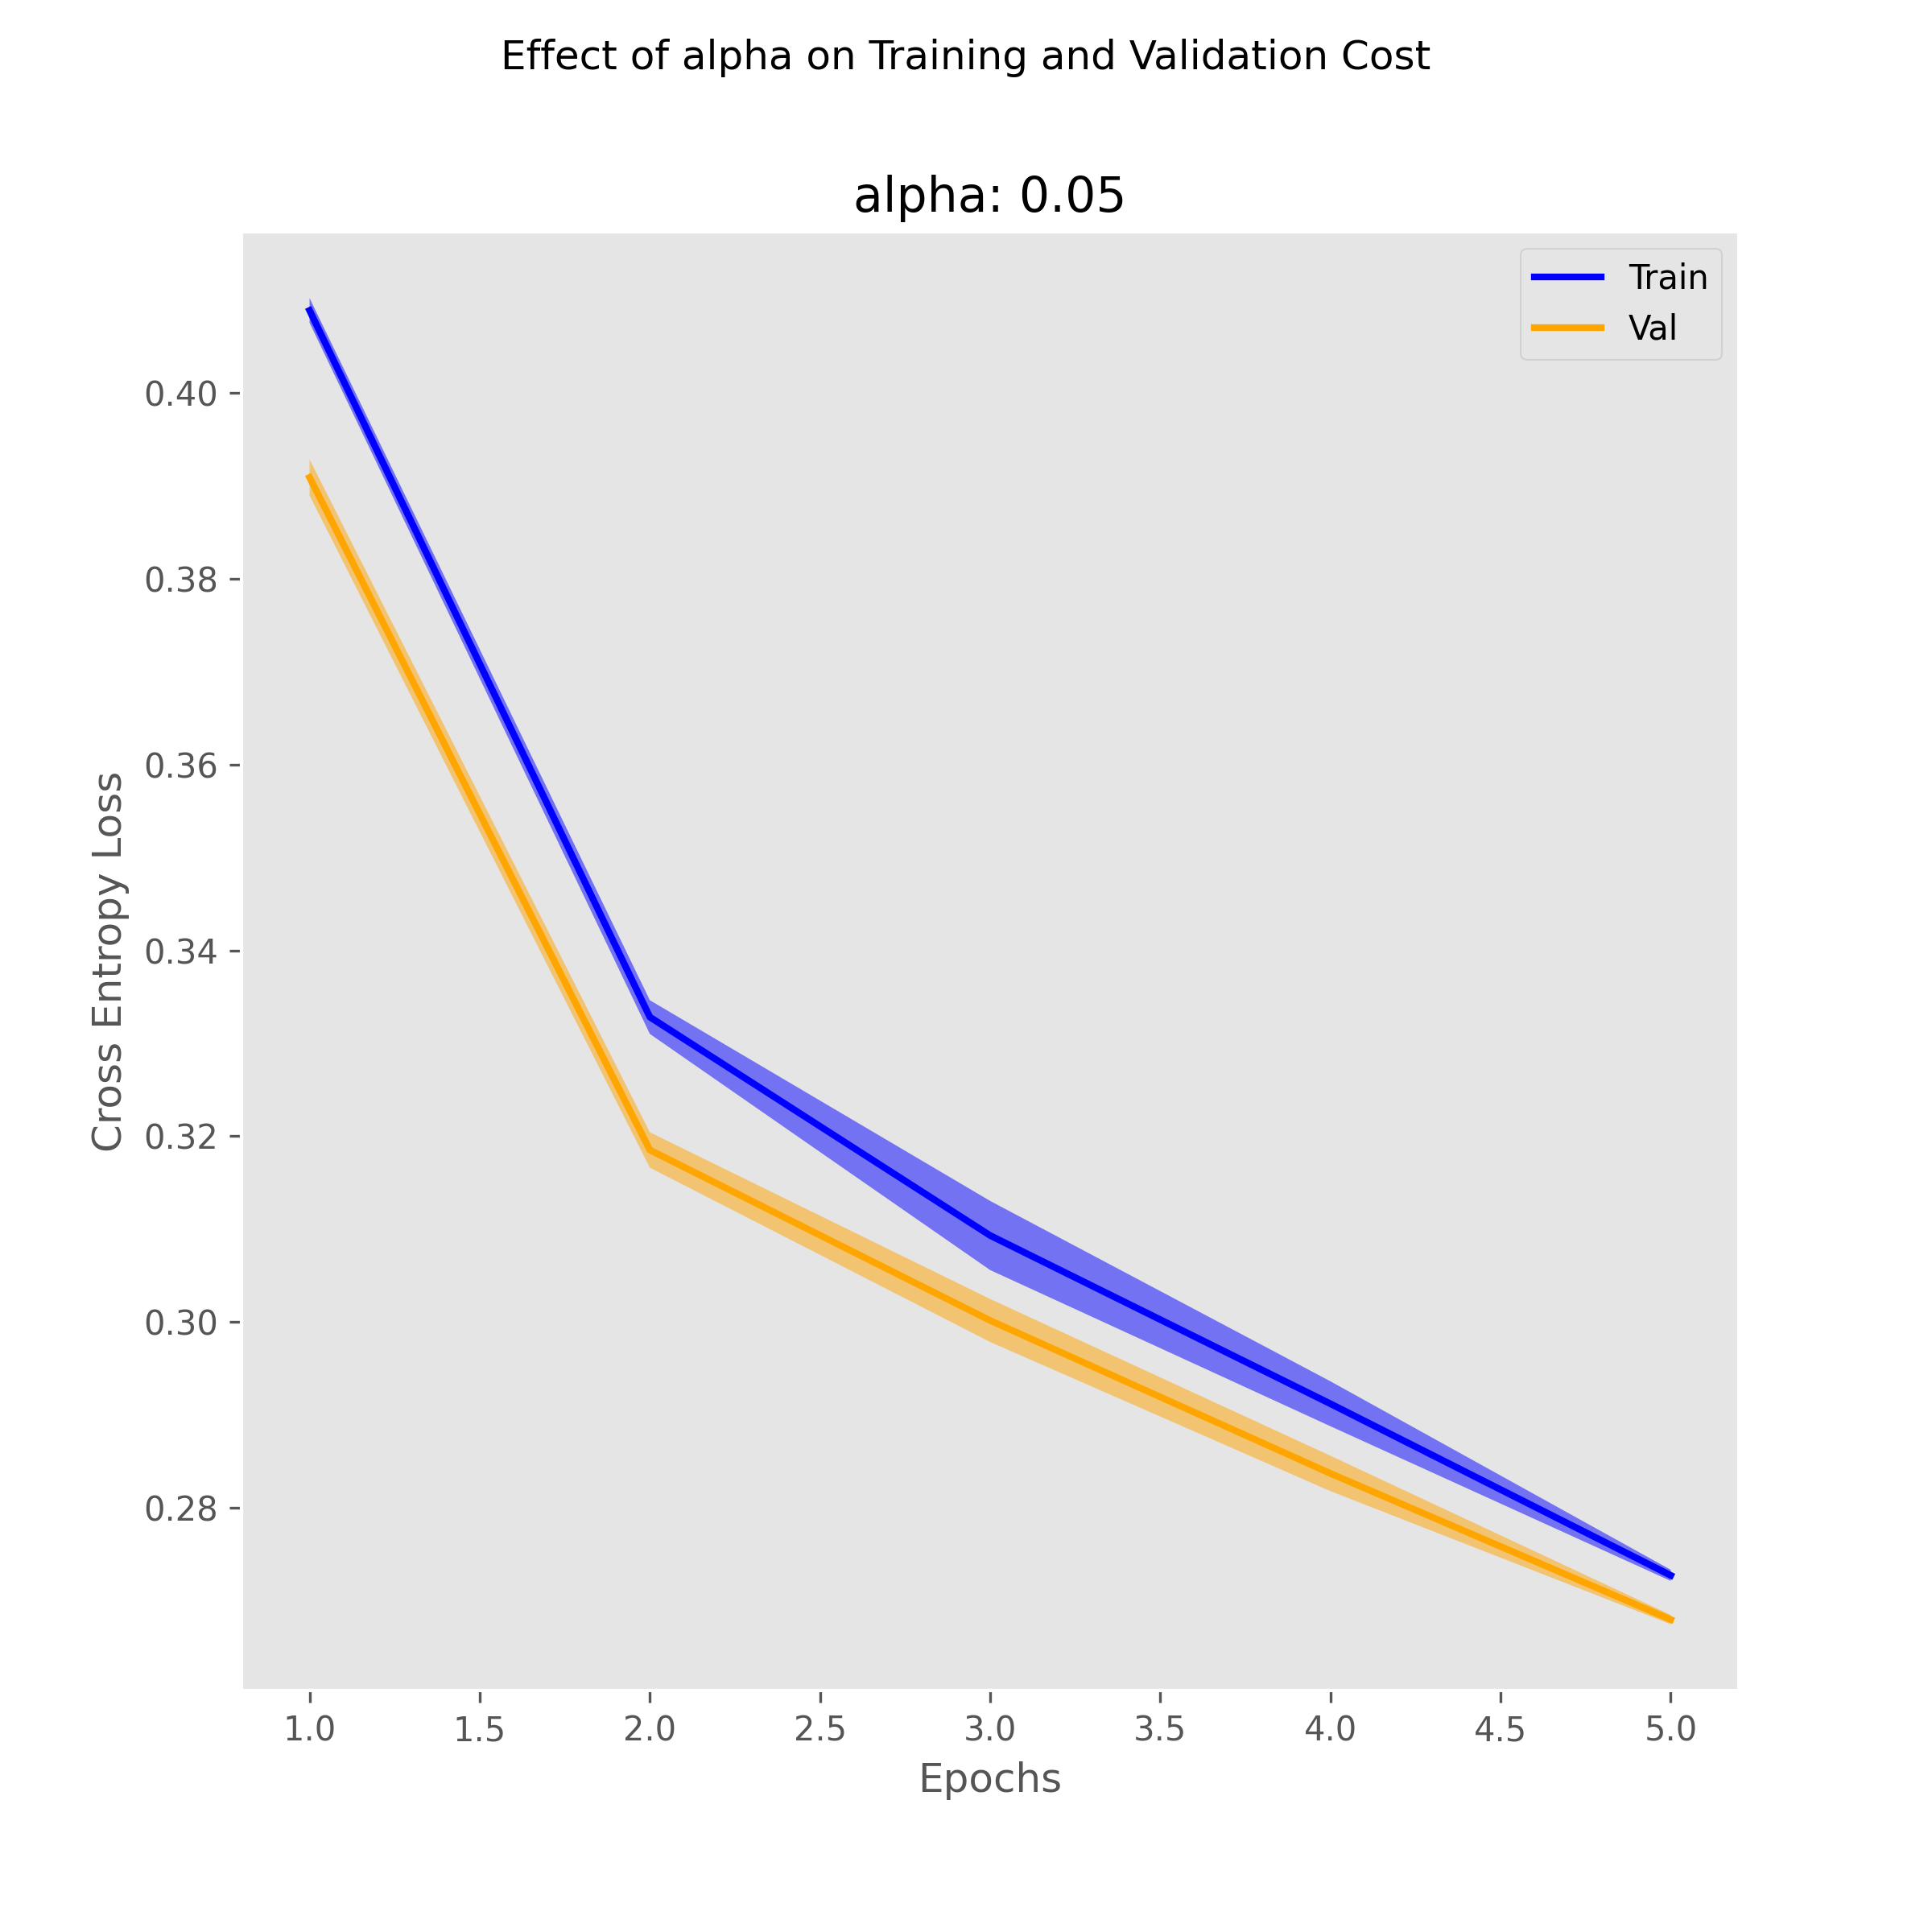 Effect of alpha on Training and Validation Cost
alpha: 0.05
Train
Val
0.40
0.38
0.36
0.34
0.32
0.30
0.28
Cross Entropy Loss
1.0 1.5 2.0 2.5 3.0 3.5 4.0 4.5 5.0
Epochs